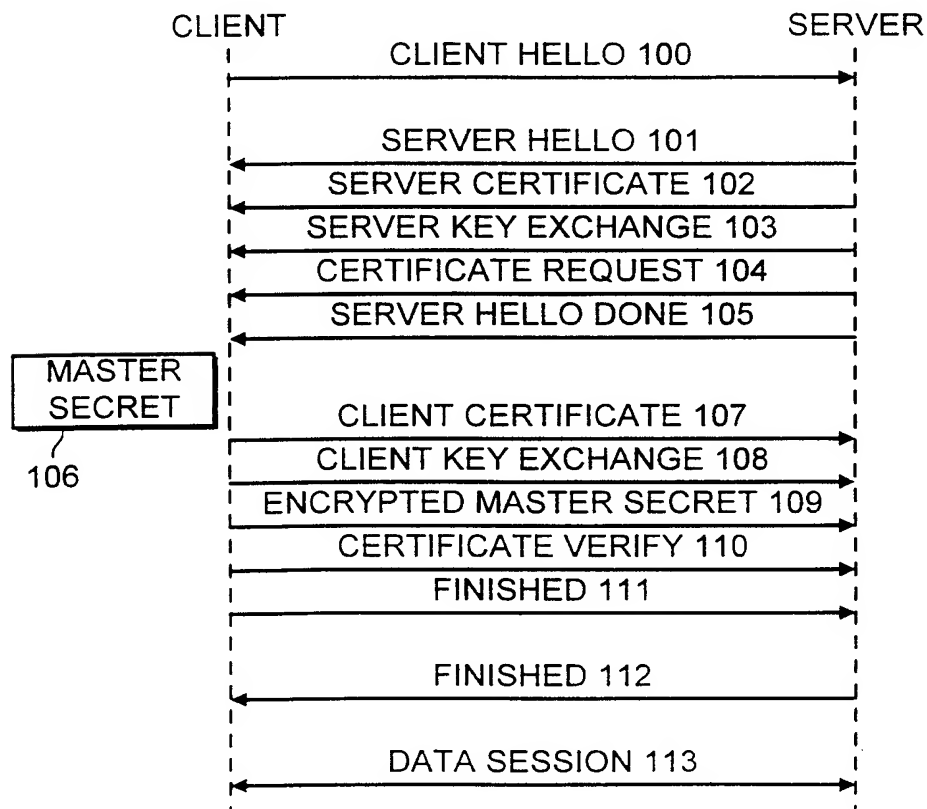 CLIENT
SERVER
CLIENT HELLO 100
SERVER HELLO 101
SERVER CERTIFICATE 102
SERVER KEY EXCHANGE 103
CERTIFICATE REQUEST 104
SERVER HELLO DONE 105
MASTER
SECRET
106
CLIENT CERTIFICATE 107
CLIENT KEY EXCHANGE 108
ENCRYPTED MASTER SECRET 109
CERTIFICATE VERIFY 110
FINISHED 111
FINISHED 112
DATA SESSION 113